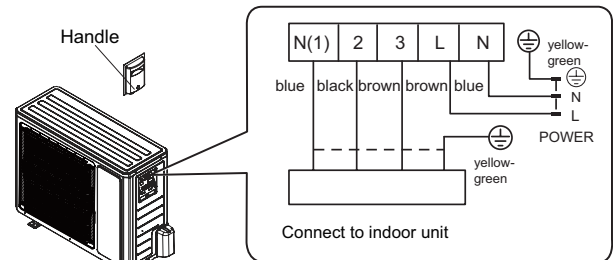 Handle
N(1) 2 3 L N
yellow-
green
blue black brown brown blue
N
L
POWER
yellow-
green
Connect to indoor unit